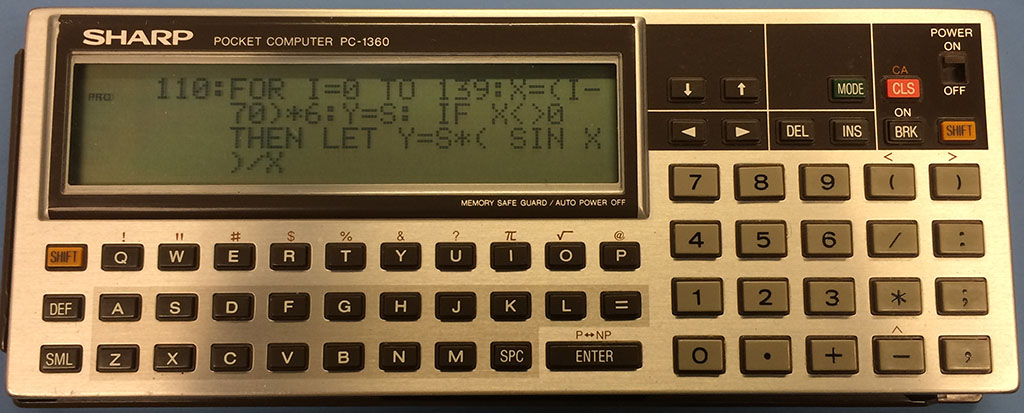 SHARP POCKET COMPUTER PC-1360
PRO
110:FOR I=0 TO 139:X=(I-
70)*6:Y=S: IF X<>0
THEN LET Y=S*( SIN X
)/X
MEMORY SAFE GUARD / AUTO POWER OFF
POWER
ON
OFF
↓ ↑ MODE
CA
CLS
◄ ► DEL INS
ON
BRK
SHIFT
< >
7 8 9 ( )
4 5 6 / :
1 2 3 * ;
^
0 . + - ,
! " # $ % & ? π √ @
SHIFT Q W E R T Y U I O P
DEF A S D F G H J K L =
P↔NP
SML Z X C V B N M SPC ENTER